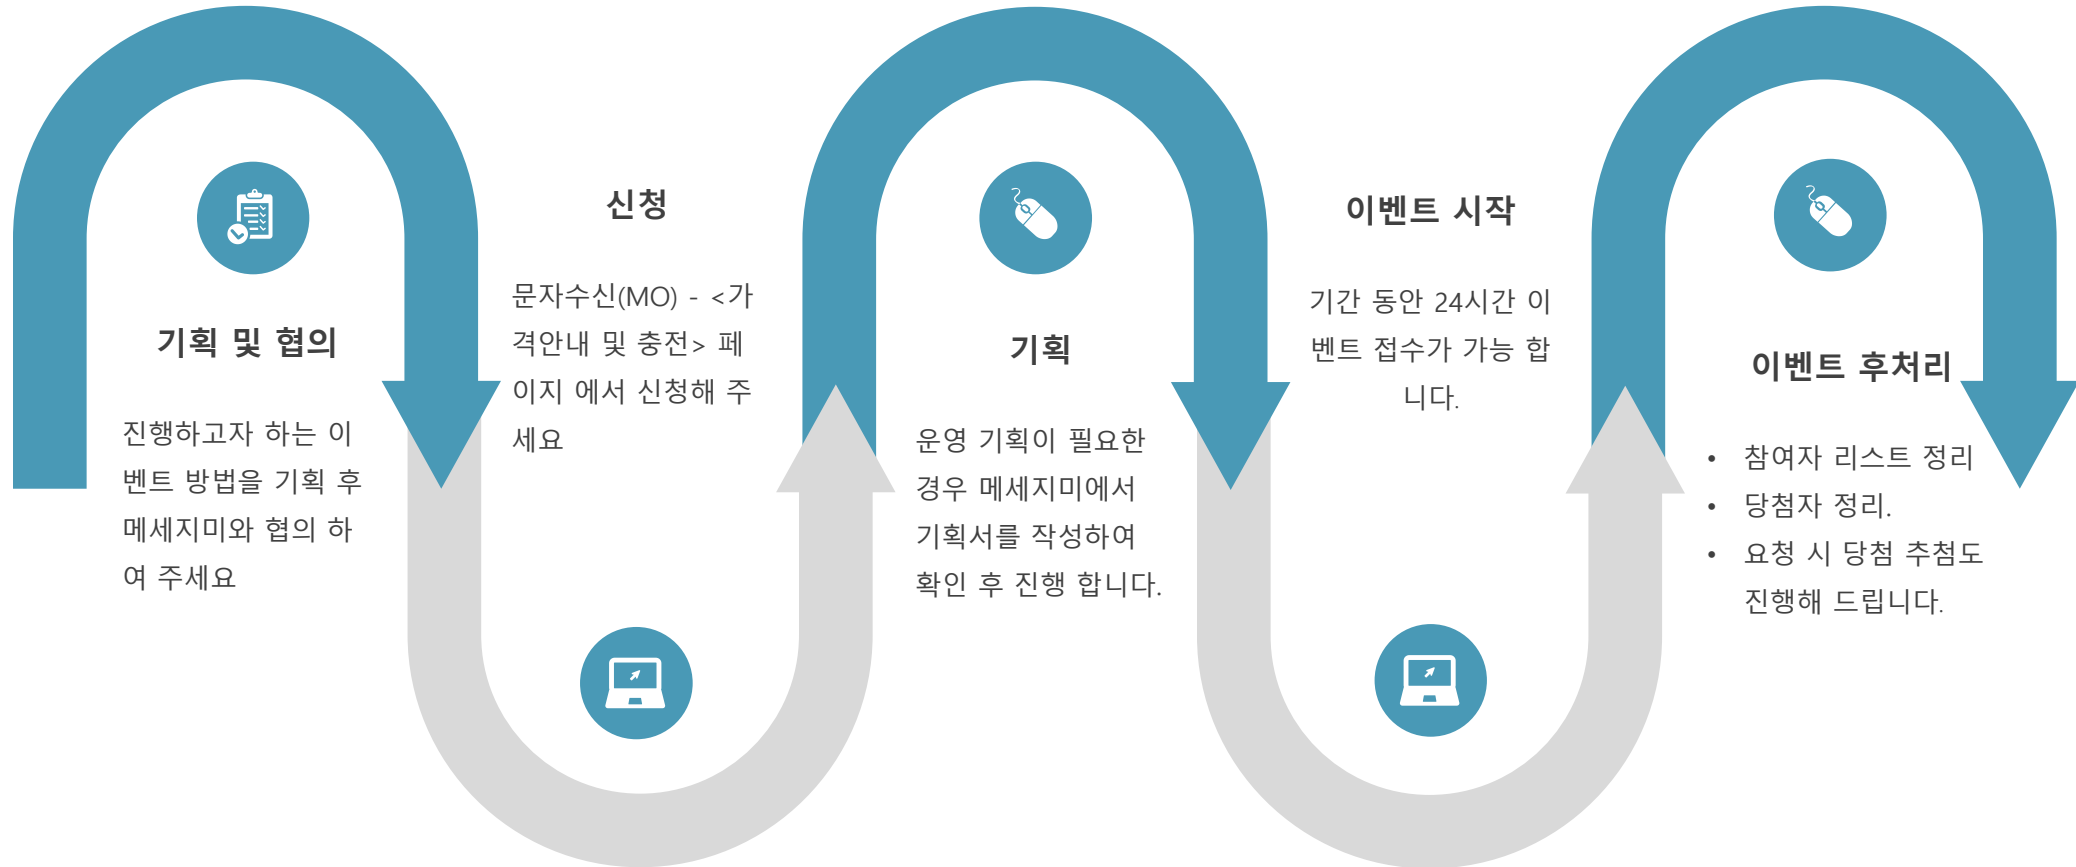 기획 및 협의
진행하고자 하는 이
벤트 방법을 기획 후
메세지미와 협의 하
여 주세요
신청
문자수신(MO) - <가
격안내 및 충전> 페
이지 에서 신청해 주
세요
기획
운영 기획이 필요한
경우 메세지미에서
기획서를 작성하여
확인 후 진행 합니다.
이벤트 시작
기간 동안 24시간 이
벤트 접수가 가능 합
니다.
이벤트 후처리
• 참여자 리스트 정리
• 당첨자 정리.
• 요청 시 당첨 추첨도
진행해 드립니다.